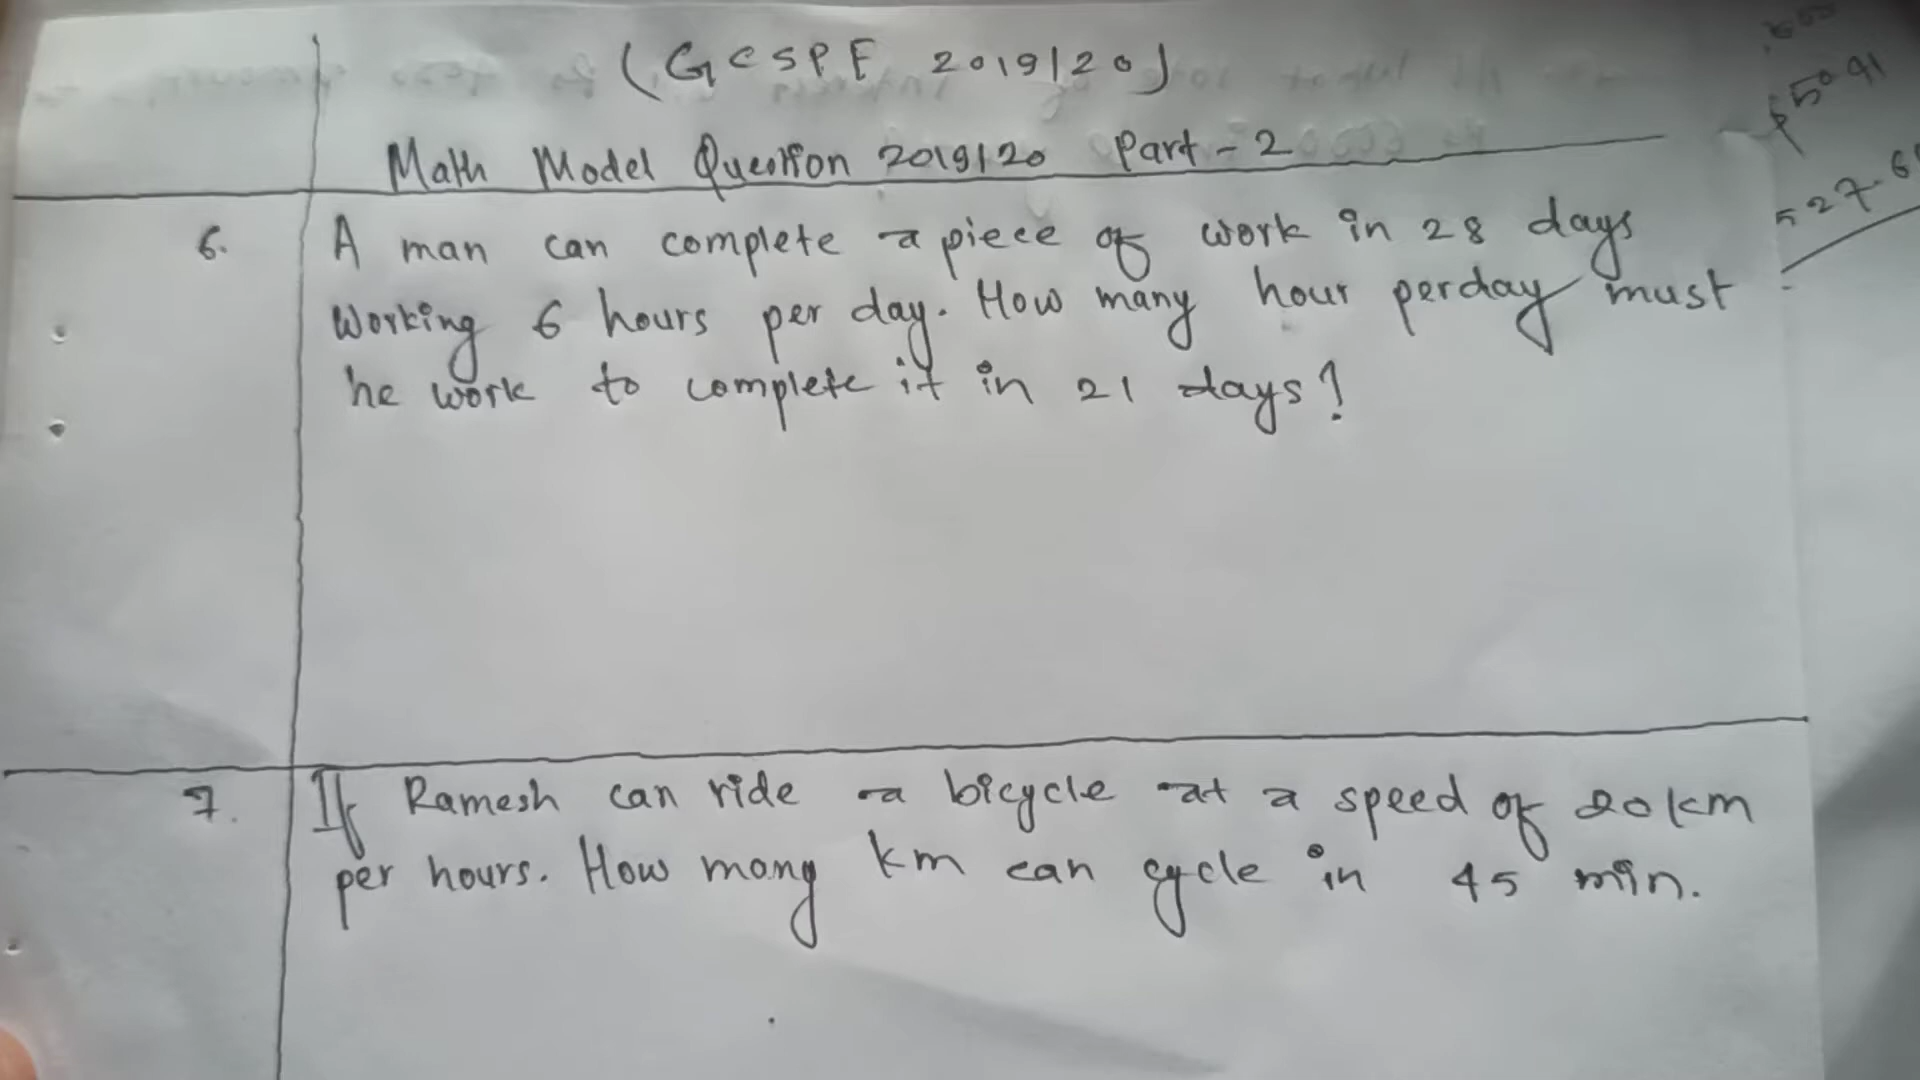 (GCSPE 2019/20)
Math Model Question 2019/20 Part-2
6. A man can complete a piece of work in 28 days
Working 6 hours per day. How many hour perday must
he work to complete it in 21 days?
7. If Ramesh can ride a bicycle at a speed of 20km
per hours. How many km can cycle in 45 min.